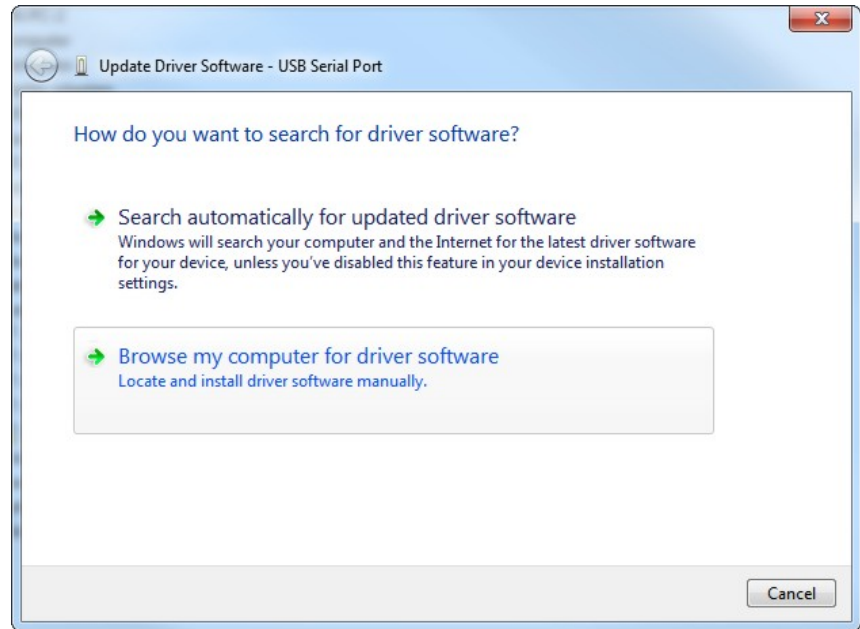 Update Driver Software - USB Serial Port
How do you want to search for driver software?
Search automatically for updated driver software
Windows will search your computer and the Internet for the latest driver software
for your device, unless you've disabled this feature in your device installation
settings.
Browse my computer for driver software
Locate and install driver software manually.
Cancel